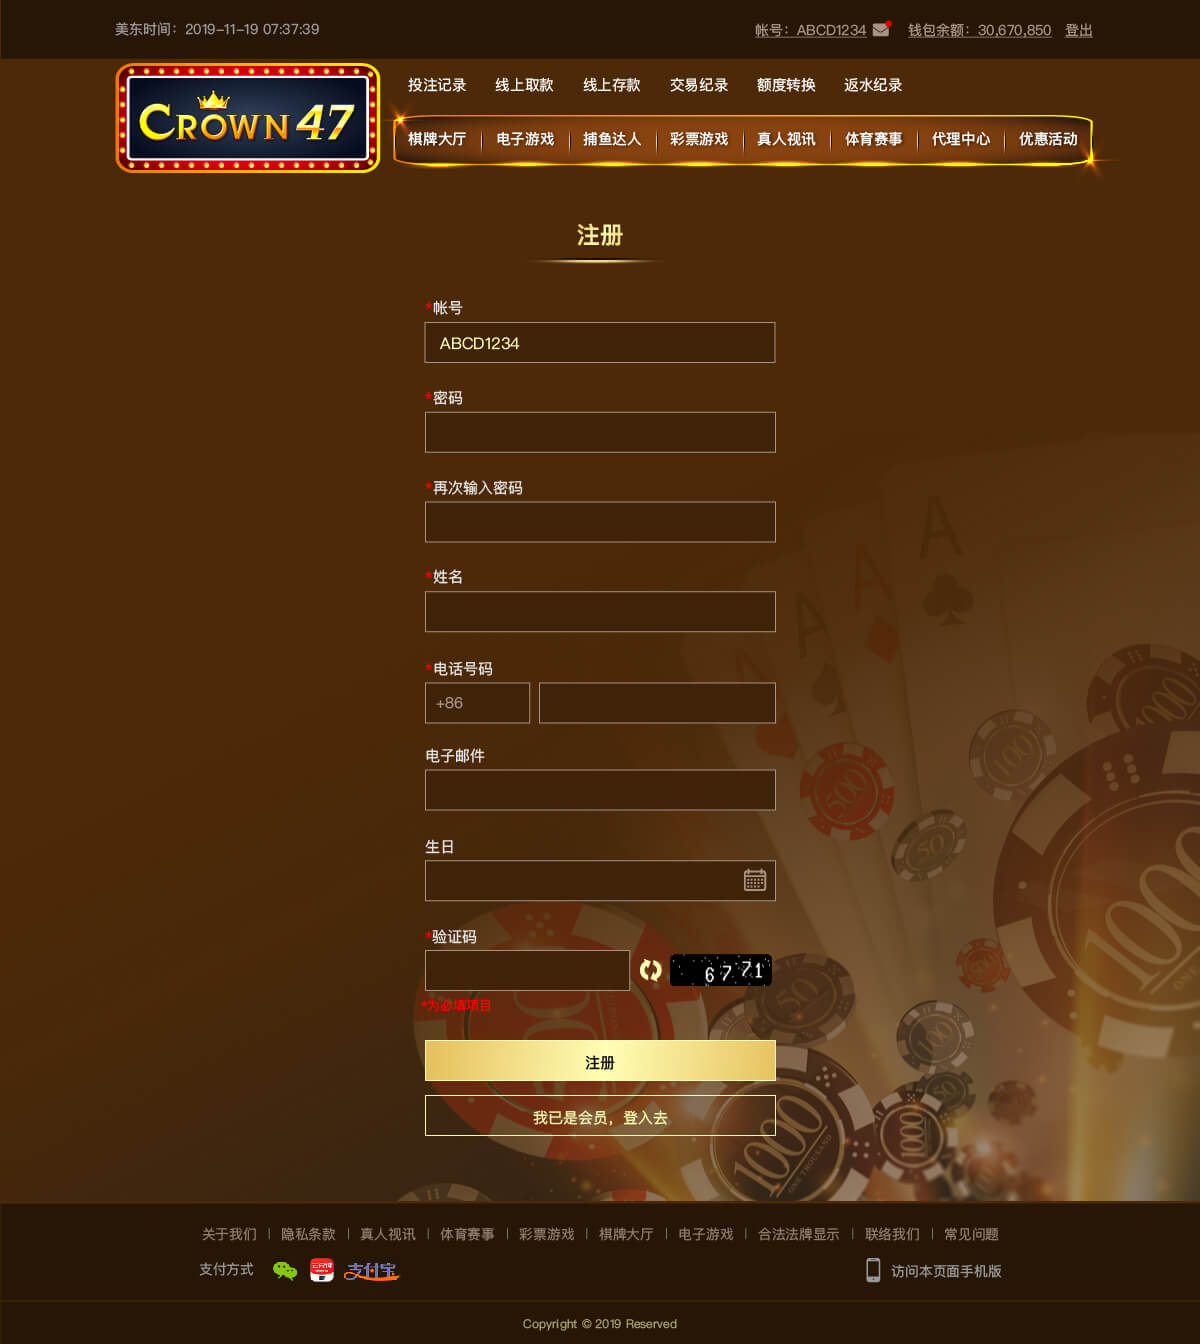 美东时间：2019-11-19 07:37:39
帐号：ABCD1234 钱包余额：30,670,850 登出
CROWN 47
投注记录 线上取款 线上存款 交易纪录 额度转换 返水纪录
棋牌大厅 电子游戏 捕鱼达人 彩票游戏 真人视讯 体育赛事 代理中心 优惠活动
注册
*帐号
ABCD1234
*密码
*再次输入密码
*姓名
*电话号码
+86
电子邮件
生日
*验证码
6 7 7 1
*为必填项目
注册
我已是会员，登入去
A
A
A
A
100
500
50
1000
1000
ONE THOUSAND
1000
关于我们 | 隐私条款 | 真人视讯 | 体育赛事 | 彩票游戏 | 棋牌大厅 | 电子游戏 | 合法法牌显示 | 联络我们 | 常见问题
支付方式 支付宝 访问本页面手机版
Copyright © 2019 Reserved